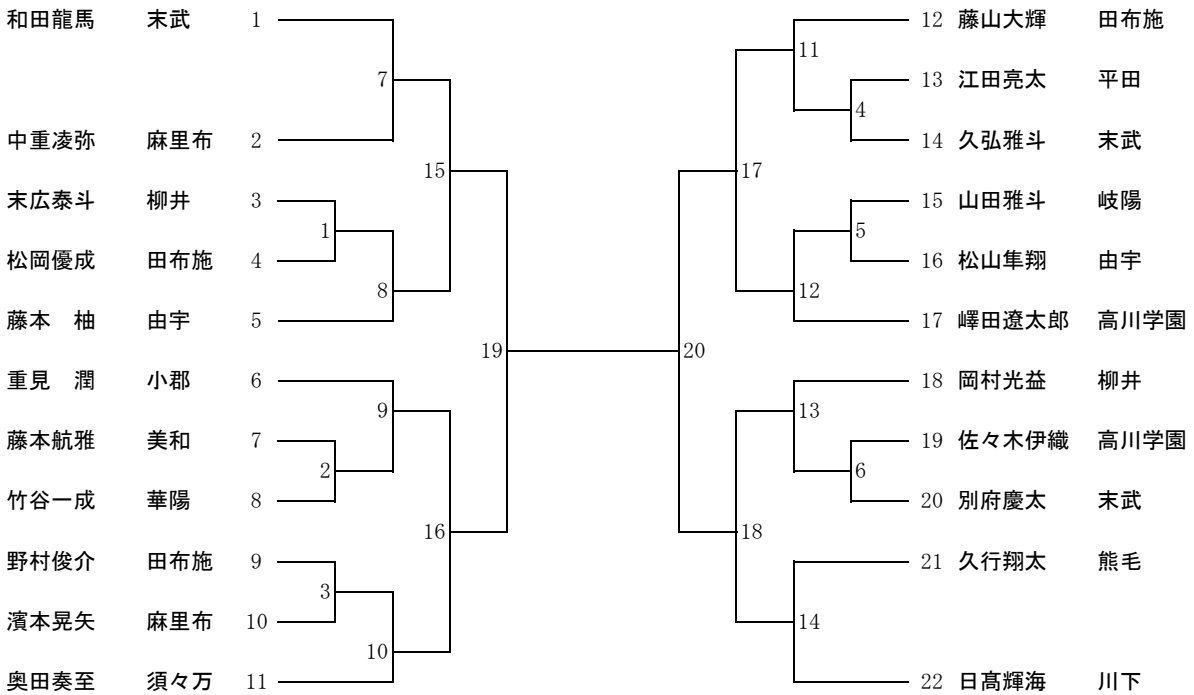 和田龍馬 末武 1
中重凌弥 麻里布 2
末広泰斗 柳井 3
松岡優成 田布施 4
藤本 柚 由宇 5
重見 潤 小郡 6
藤本航雅 美和 7
竹谷一成 華陽 8
野村俊介 田布施 9
濱本晃矢 麻里布 10
奥田奏至 須々万 11
7
1
8
15
9
2
3
10
16
19
20
17
11
4
5
12
18
13
6
14
12 藤山大輝 田布施
13 江田亮太 平田
14 久弘雅斗 末武
15 山田雅斗 岐陽
16 松山隼翔 由宇
17 嶧田遼太郎 高川学園
18 岡村光益 柳井
19 佐々木伊織 高川学園
20 別府慶太 末武
21 久行翔太 熊毛
22 日髙輝海 川下